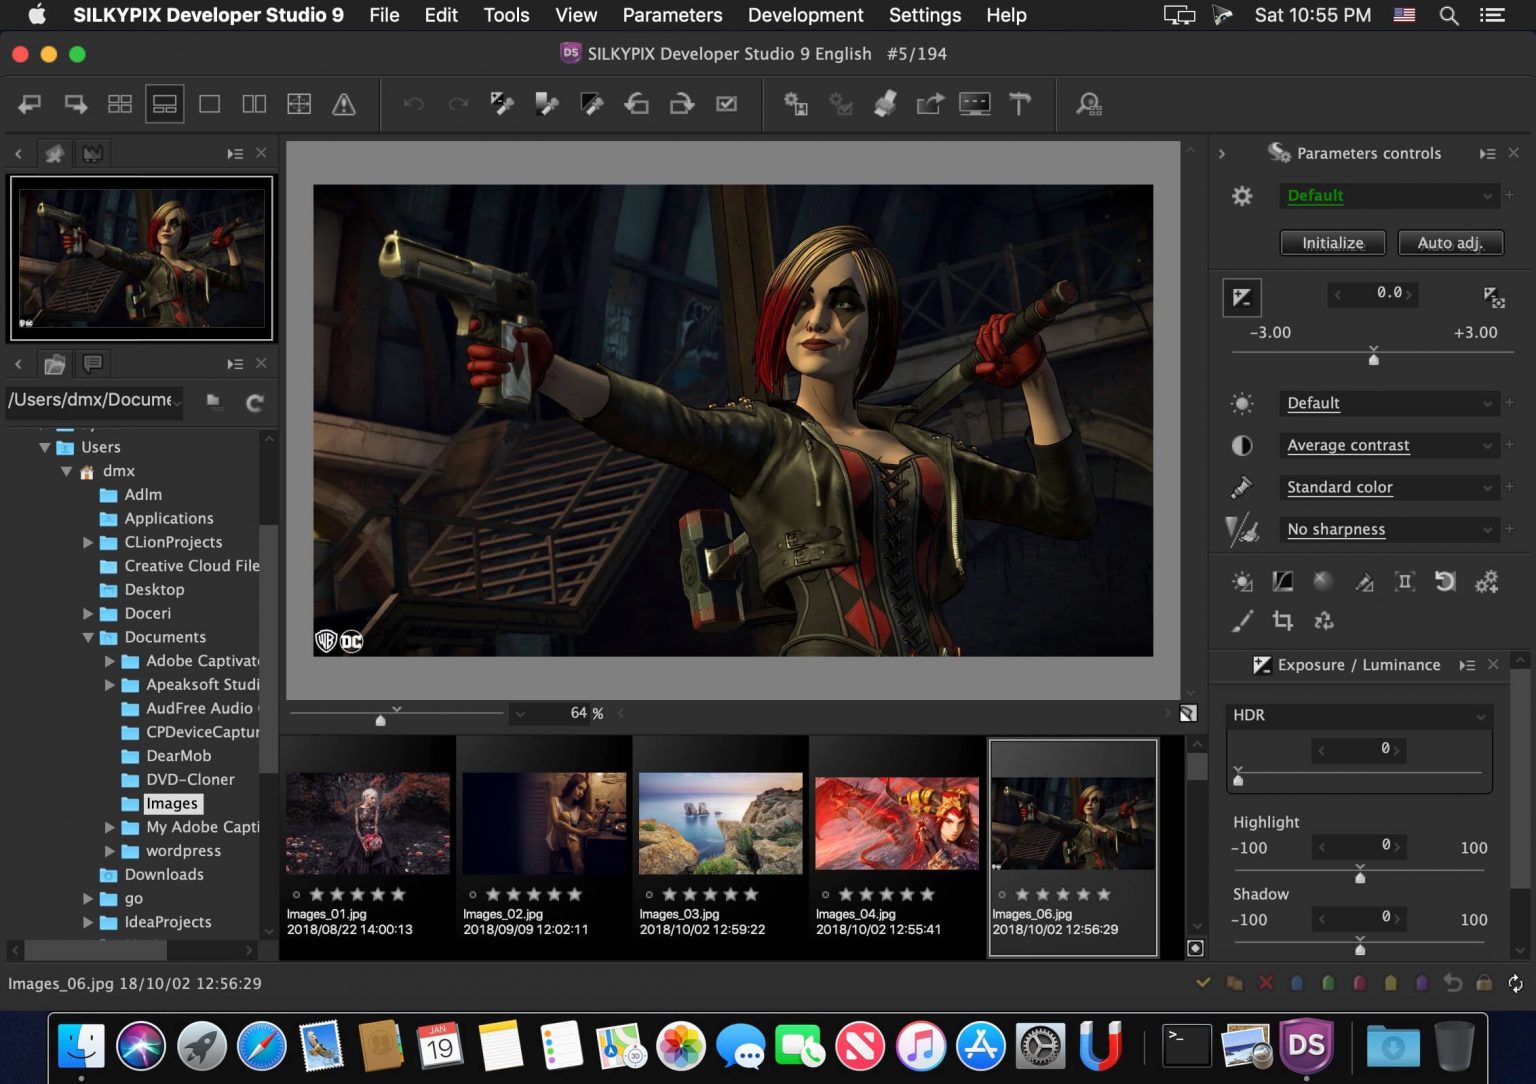 SILKYPIX Developer Studio 9 File Edit Tools View Parameters Development Settings Help Sat 10:55 PM
DS SILKYPIX Developer Studio 9 English #5/194
Parameters controls
Default
Initialize Auto adj.
0.0
-3.00 +3.00
Default
Average contrast
Standard color
No sharpness
Exposure / Luminance
HDR
0
Highlight
-100 0 100
Shadow
-100 0 100
/Users/dmx/Docume
Users
dmx
Adlm
Applications
CLionProjects
Creative Cloud File
Desktop
Doceri
Documents
Adobe Captivat
Apeaksoft Studi
AudFree Audio
CPDeviceCaptur
DearMob
DVD-Cloner
Images
My Adobe Capti
wordpress
Downloads
go
IdeaProjects
WB DC
64 %
Images_01.jpg
2018/08/22 14:00:13
Images_02.jpg
2018/09/09 12:02:11
Images_03.jpg
2018/10/02 12:59:22
Images_04.jpg
2018/10/02 12:55:41
Images_06.jpg
2018/10/02 12:56:29
Images_06.jpg 18/10/02 12:56:29
JAN
19
3D
>_
DS